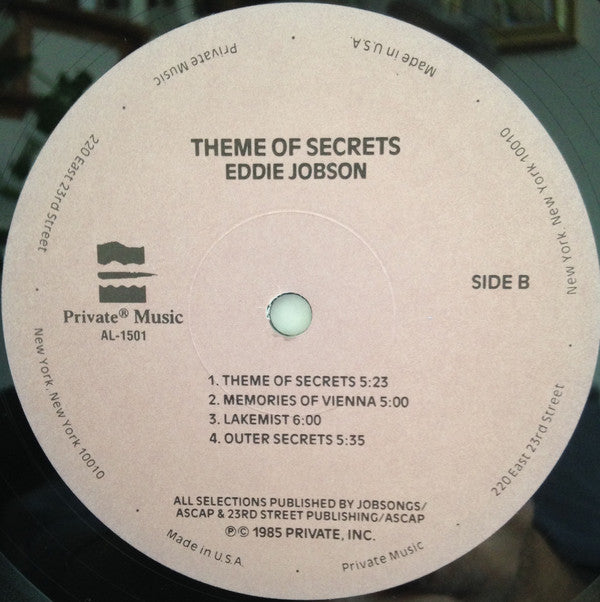 THEME OF SECRETS
EDDIE JOBSON
SIDE B
Private® Music
AL-1501
1. THEME OF SECRETS 5:23
2. MEMORIES OF VIENNA 5:00
3. LAKEMIST 6:00
4. OUTER SECRETS 5:35
ALL SELECTIONS PUBLISHED BY JOBSONGS/
ASCAP & 23RD STREET PUBLISHING/ASCAP
℗© 1985 PRIVATE, INC.
Private Music
Made in U.S.A.
New York, New York 10010
220 East 23rd Street
Private Music
Made in U.S.A.
New York, New York 10010
220 East 23rd Street